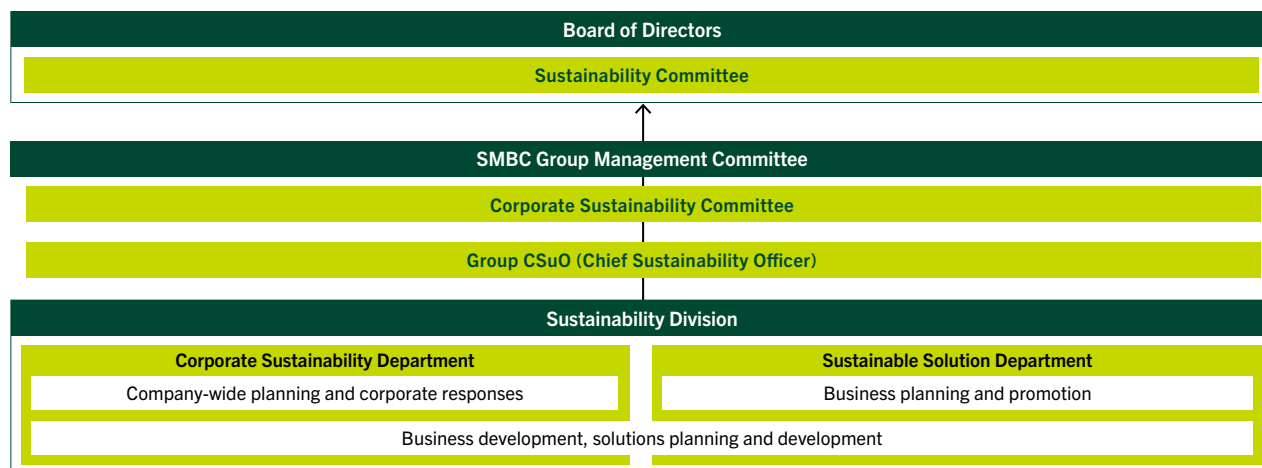 Board of Directors
Sustainability Committee
SMBC Group Management Committee
Corporate Sustainability Committee
Group CSuO (Chief Sustainability Officer)
Sustainability Division
Corporate Sustainability Department
Company-wide planning and corporate responses
Sustainable Solution Department
Business planning and promotion
Business development, solutions planning and development